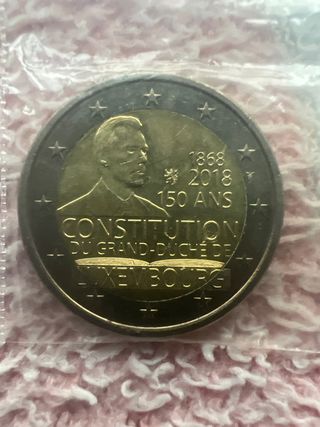 1868
2018
150 ANS
CONSTITUTION
DU GRAND-DUCHÉ DE
LUXEMBOURG